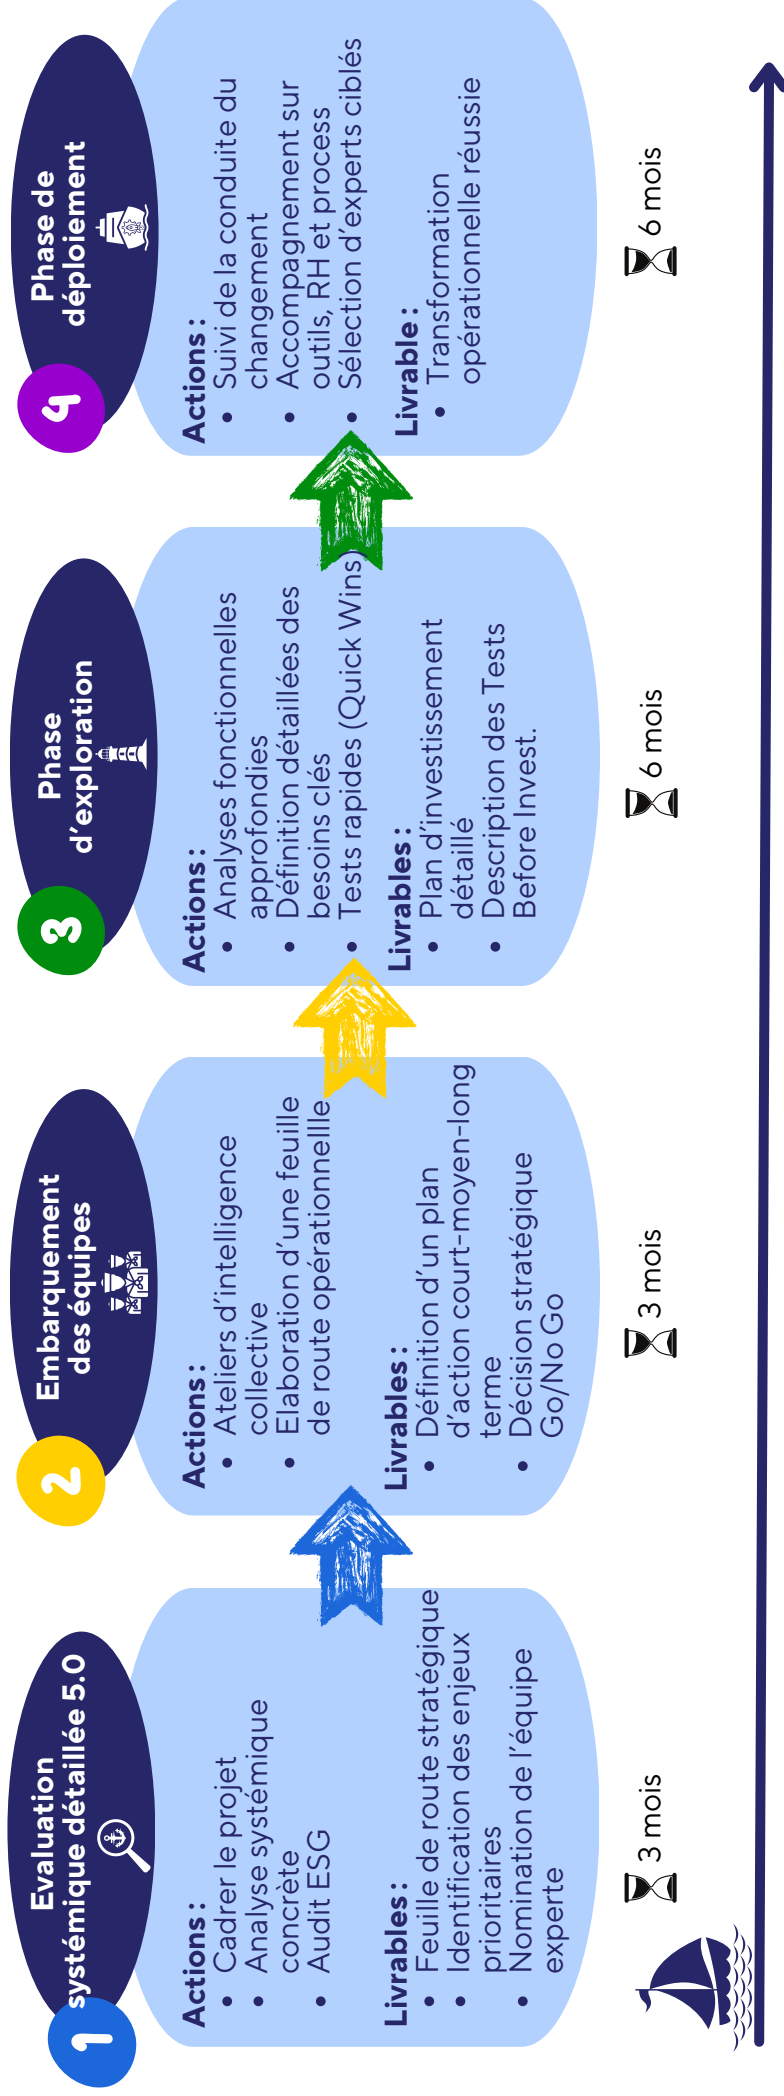 1
Evaluation
systémique détaillée 5.0
Actions :
• Cadrer le projet
• Analyse systémique
concrète
• Audit ESG
Livrables :
• Feuille de route stratégique
• Identification des enjeux
prioritaires
• Nomination de l'équipe
experte
3 mois
2
Embarquement
des équipes
Actions :
• Ateliers d'intelligence
collective
• Elaboration d'une feuille
de route opérationnellle
Livrables :
• Définition d'un plan
d'action court-moyen-long
terme
• Décision stratégique
Go/No Go
3 mois
3
Phase
d'exploration
Actions :
• Analyses fonctionnelles
approfondies
• Définition détaillées des
besoins clés
• Tests rapides (Quick Wins)
Livrables :
• Plan d'investissement
détaillé
• Description des Tests
Before Invest.
6 mois
4
Phase de
déploiement
Actions :
• Suivi de la conduite du
changement
• Accompagnement sur
outils, RH et process
• Sélection d'experts ciblés
Livrable :
• Transformation
opérationnelle réussie
6 mois